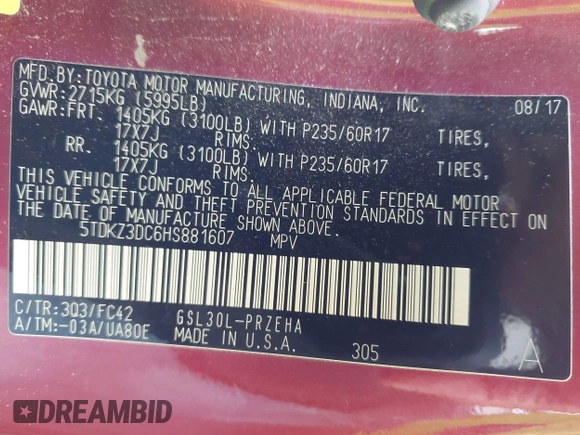 MFD.BY:TOYOTA MOTOR MANUFACTURING, INDIANA, INC.
GVWR:2715KG (5995LB) 08/17
GAWR:FRT. 1405KG (3100LB) WITH P235/60R17 TIRES,
17X7J RIMS.
RR. 1405KG (3100LB) WITH P235/60R17 TIRES,
17X7J RIMS.
THIS VEHICLE CONFORMS TO ALL APPLICABLE FEDERAL MOTOR
VEHICLE SAFETY AND THEFT PREVENTION STANDARDS IN EFFECT ON
THE DATE OF MANUFACTURE SHOWN ABOVE.
5TDKZ3DC6HS881607 MPV
C/TR:3Q3/FC42 GSL30L-PRZEHA
A/TM:-03A/UA80E MADE IN U.S.A. 305 A
DREAMBID